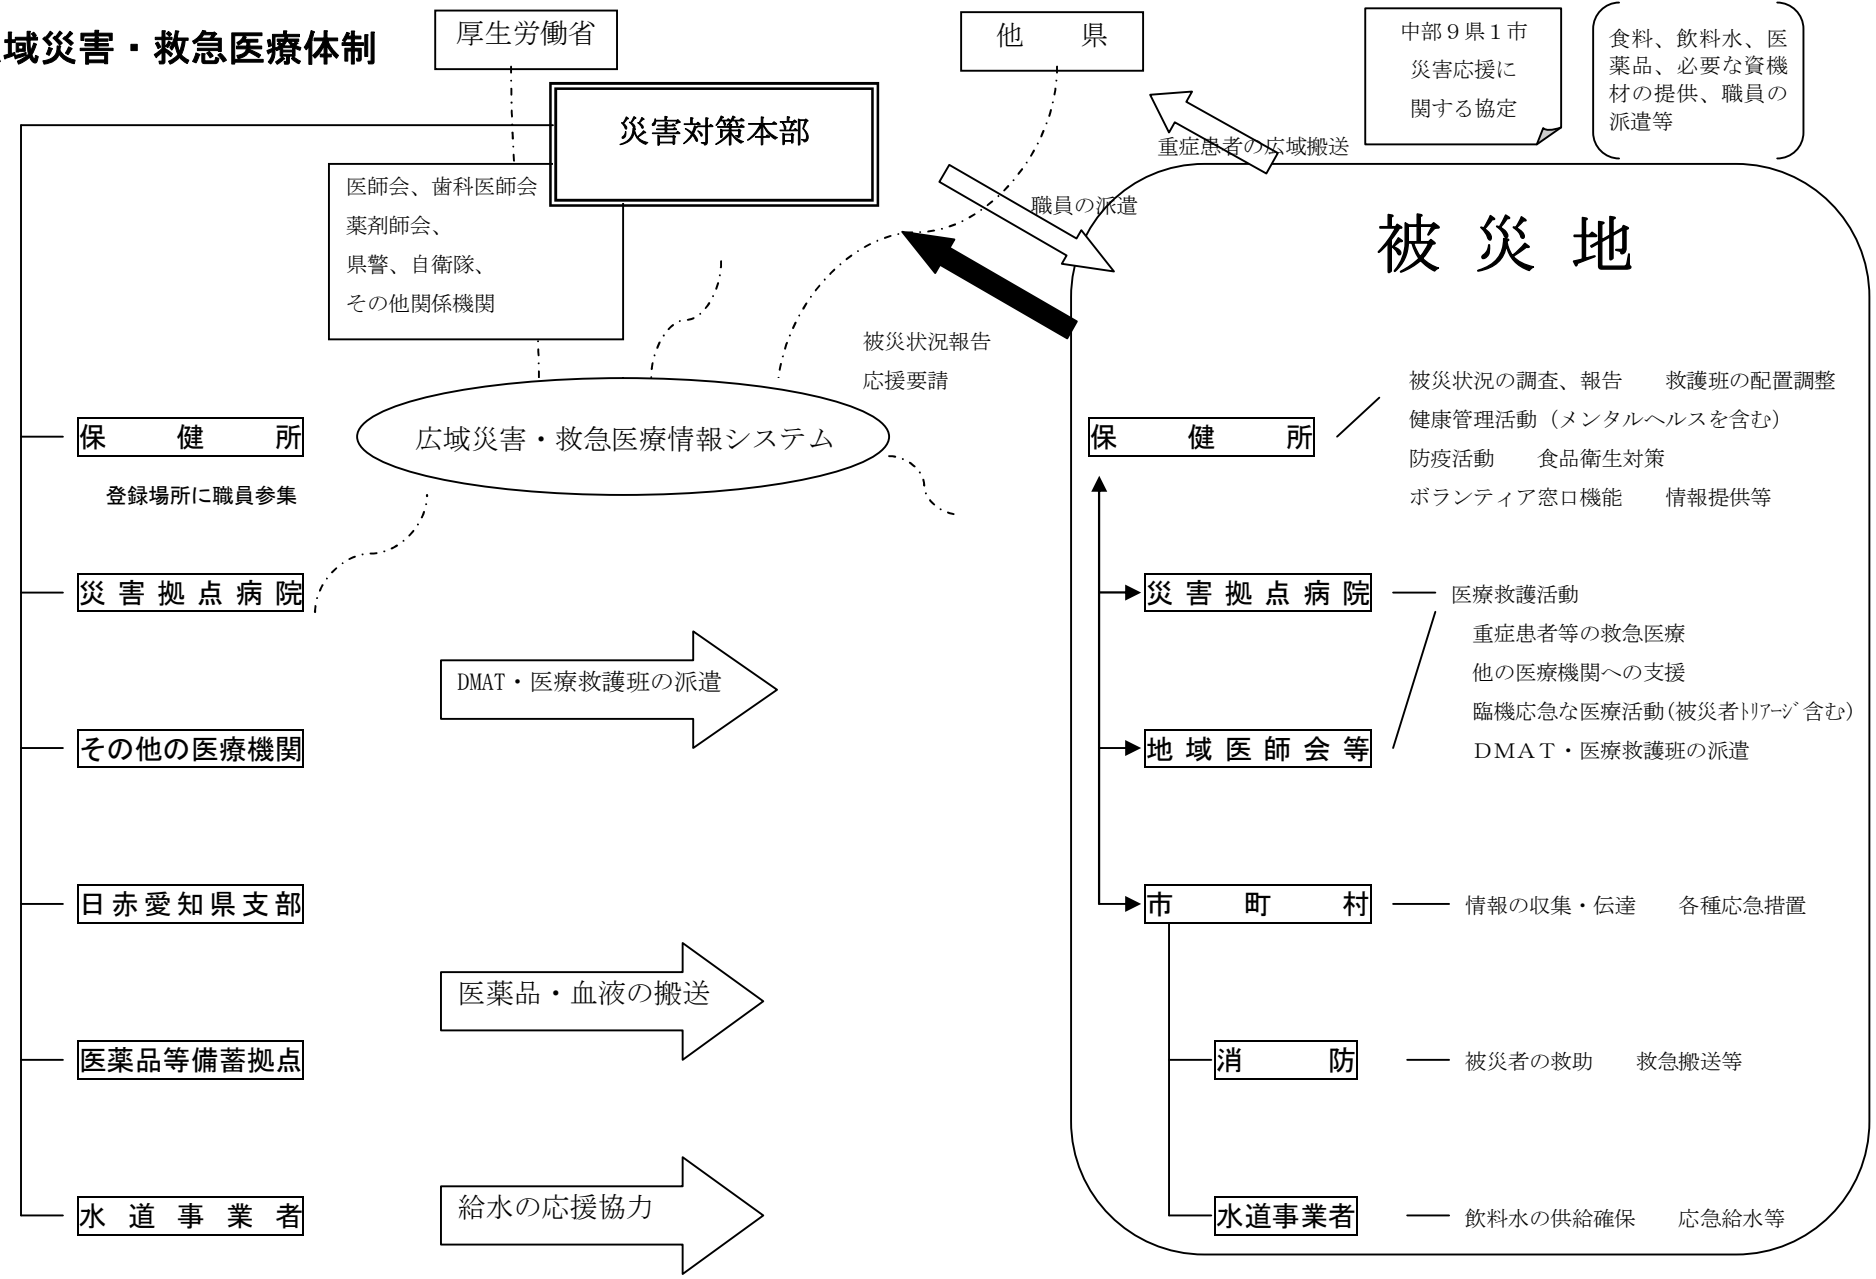 域災害・救急医療体制
厚生労働省
他　　県
中部９県１市
災害応援に
関する協定
食料、飲料水、医
薬品、必要な資機
材の提供、職員の
派遣等
災害対策本部
重症患者の広域搬送
職員の派遣
医師会、歯科医師会
薬剤師会、
県警、自衛隊、
その他関係機関
被災状況報告
応援要請
広域災害・救急医療情報システム
保　健　所
登録場所に職員参集
災害拠点病院
その他の医療機関
日赤愛知県支部
医薬品等備蓄拠点
水道事業者
DMAT・医療救護班の派遣
医薬品・血液の搬送
給水の応援協力
被 災 地
保　健　所
被災状況の調査、報告　　救護班の配置調整
健康管理活動（メンタルヘルスを含む）
防疫活動　　食品衛生対策
ボランティア窓口機能　　情報提供等
災害拠点病院
医療救護活動
重症患者等の救急医療
他の医療機関への支援
臨機応急な医療活動(被災者ﾄﾘｱｰｼﾞ含む)
ＤＭＡＴ・医療救護班の派遣
地域医師会等
市　町　村
情報の収集・伝達　　各種応急措置
消　　防
被災者の救助　　救急搬送等
水道事業者
飲料水の供給確保　　応急給水等